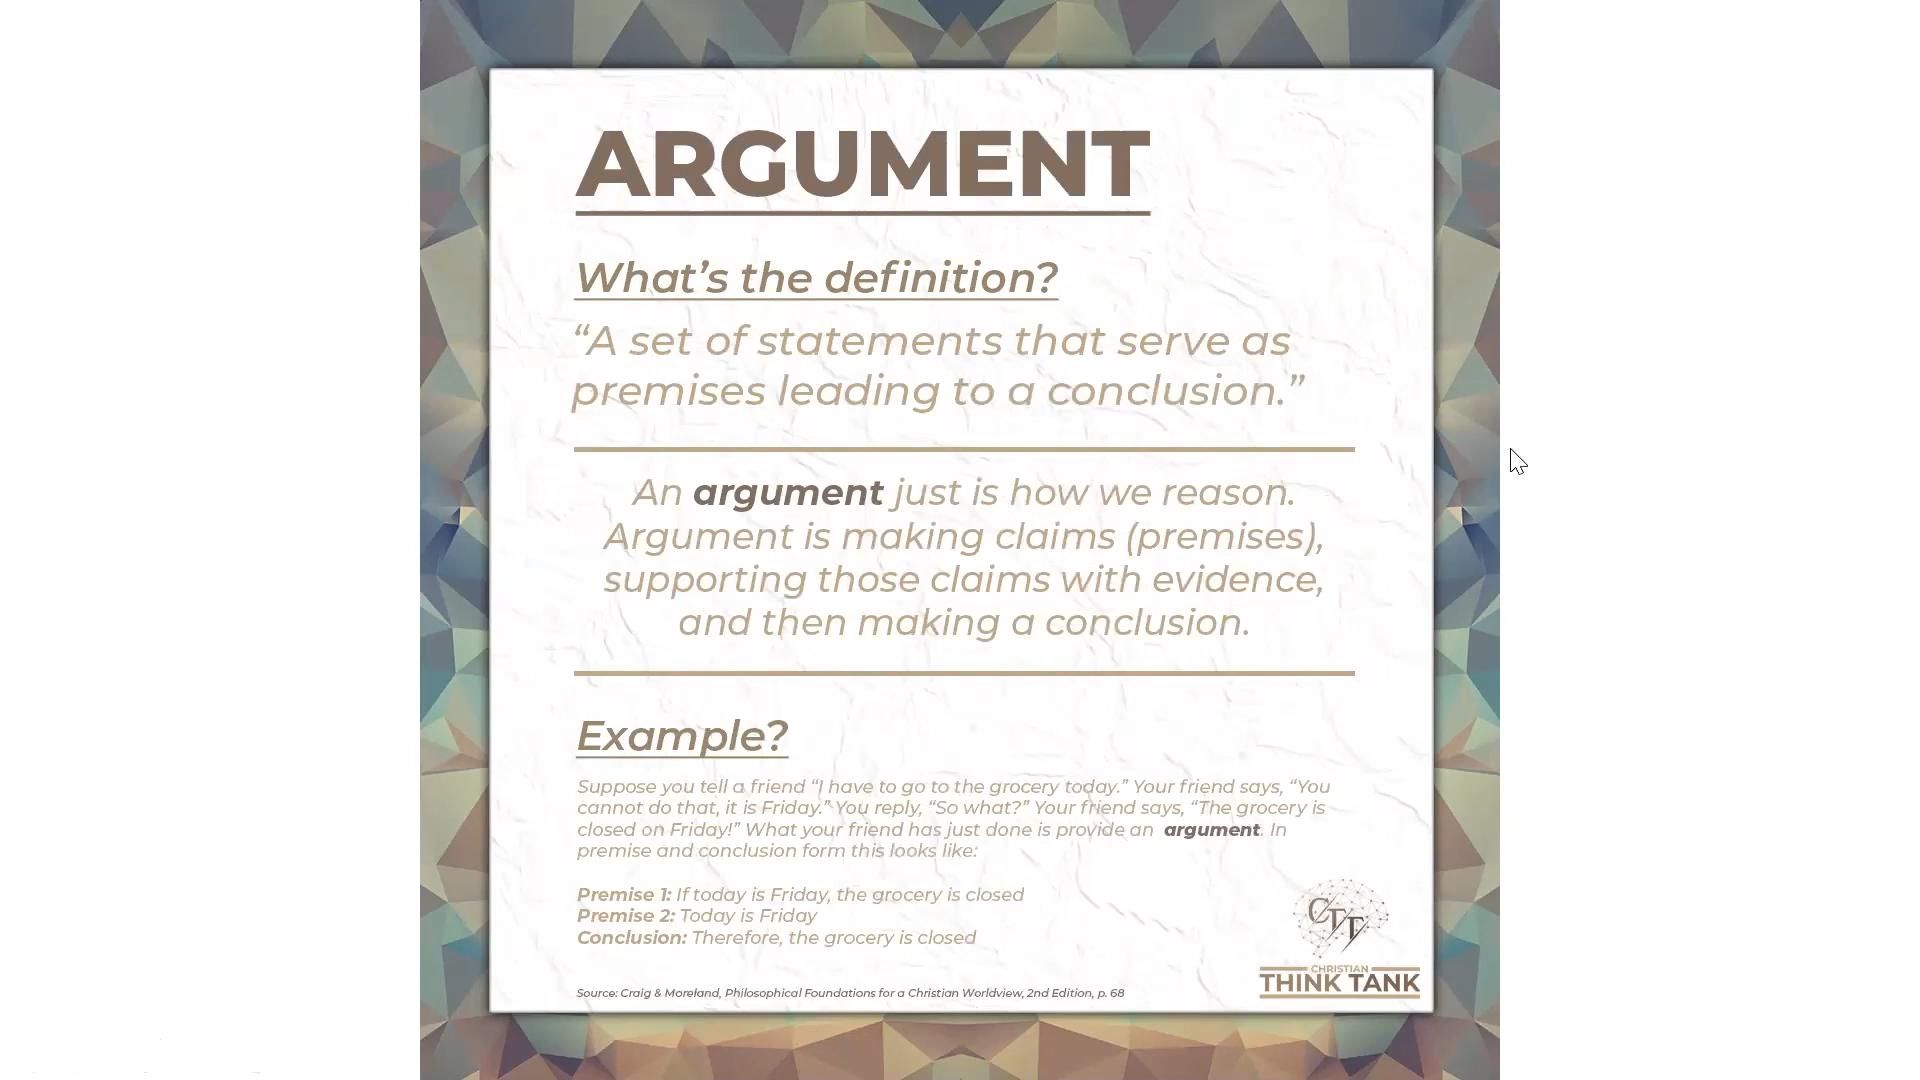 ARGUMENT
What’s the definition?
“A set of statements that serve as
premises leading to a conclusion.”
An argument just is how we reason.
Argument is making claims (premises),
supporting those claims with evidence,
and then making a conclusion.
Example?
Suppose you tell a friend “I have to go to the grocery today.” Your friend says, “You
cannot do that, it is Friday.” You reply, “So what?” Your friend says, “The grocery is
closed on Friday!” What your friend has just done is provide an argument. In
premise and conclusion form this looks like:
Premise 1: If today is Friday, the grocery is closed
Premise 2: Today is Friday
Conclusion: Therefore, the grocery is closed
CTT
CHRISTIAN
THINK TANK
Source: Craig & Moreland, Philosophical Foundations for a Christian Worldview, 2nd Edition, p. 68